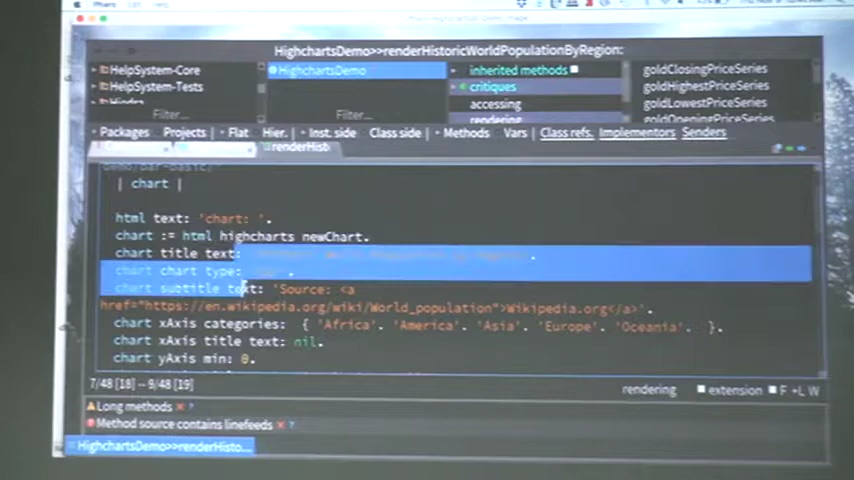 HighchartsDemo>>renderHistoricWorldPopulationByRegion:
HelpSystem-Core
HelpSystem-Tests
Filter...
HighchartsDemo
Filter...
inherited methods
critiques
accessing
rendering
goldClosingPriceSeries
goldHighestPriceSeries
goldLowestPriceSeries
goldOpeningPriceSeries
Packages Projects Flat Hier. Inst. side Class side Methods Vars Class refs. Implementors Senders
renderHist
demo/bar-basic/"
| chart |
html text: 'chart: '.
chart := html highcharts newChart.
chart title text:
chart chart type:
chart subtitle text: 'Source: <a
href="https://en.wikipedia.org/wiki/World_population">Wikipedia.org</a>'.
chart xAxis categories: { 'Africa'. 'America'. 'Asia'. 'Europe'. 'Oceania'. }.
chart xAxis title text: nil.
chart yAxis min: 0.
7/48 [18] -- 9/48 [19]
rendering extension F +L W
Long methods × ?
Method source contains linefeeds × ?
HighchartsDemo>>renderHisto...